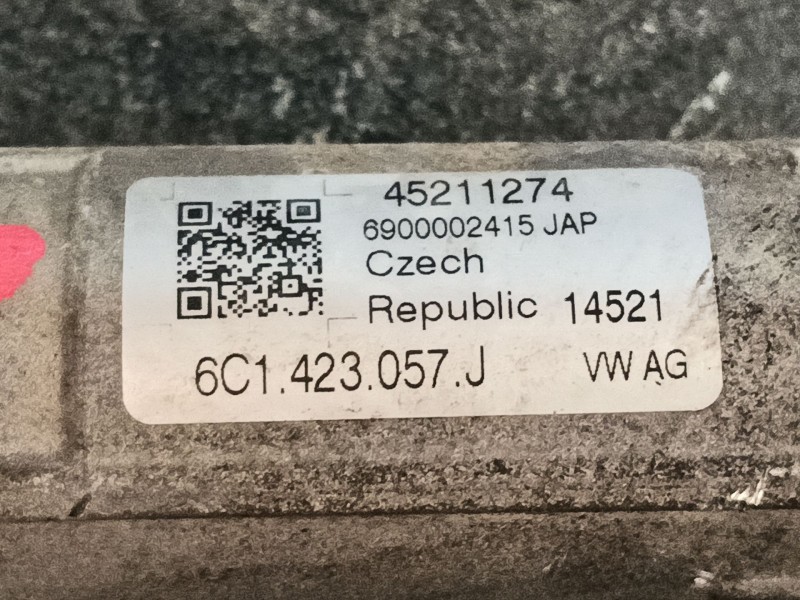 45211274
6900002415 JAP
Czech
Republic 14521
6C1.423.057.J VW AG